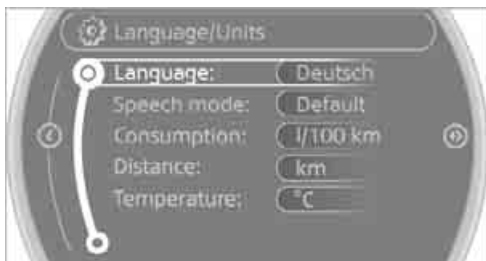 Language/Units
Language: Deutsch
Speech mode: Default
Consumption: l/100 km
Distance: km
Temperature: °C